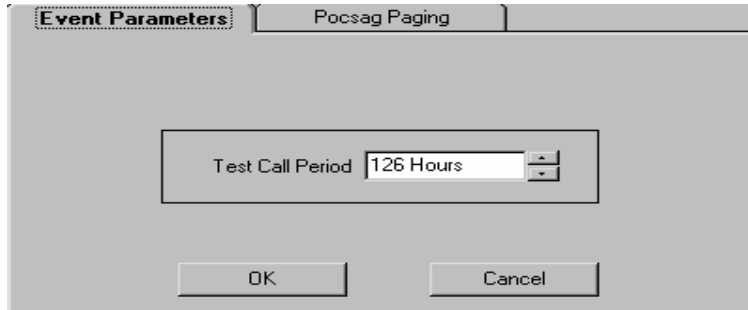 Event Parameters Pocsag Paging
Test Call Period 126 Hours
OK Cancel